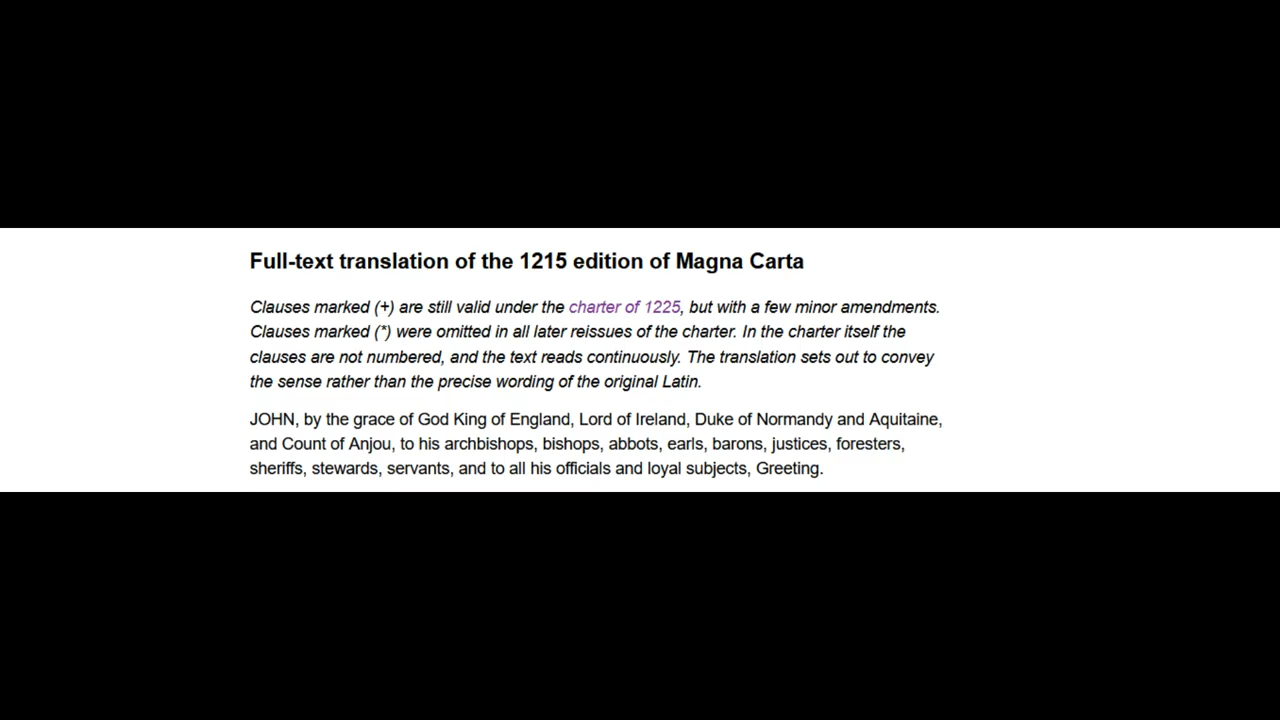 Full-text translation of the 1215 edition of Magna Carta
Clauses marked (+) are still valid under the charter of 1225, but with a few minor amendments.
Clauses marked (*) were omitted in all later reissues of the charter. In the charter itself the
clauses are not numbered, and the text reads continuously. The translation sets out to convey
the sense rather than the precise wording of the original Latin.
JOHN, by the grace of God King of England, Lord of Ireland, Duke of Normandy and Aquitaine,
and Count of Anjou, to his archbishops, bishops, abbots, earls, barons, justices, foresters,
sheriffs, stewards, servants, and to all his officials and loyal subjects, Greeting.